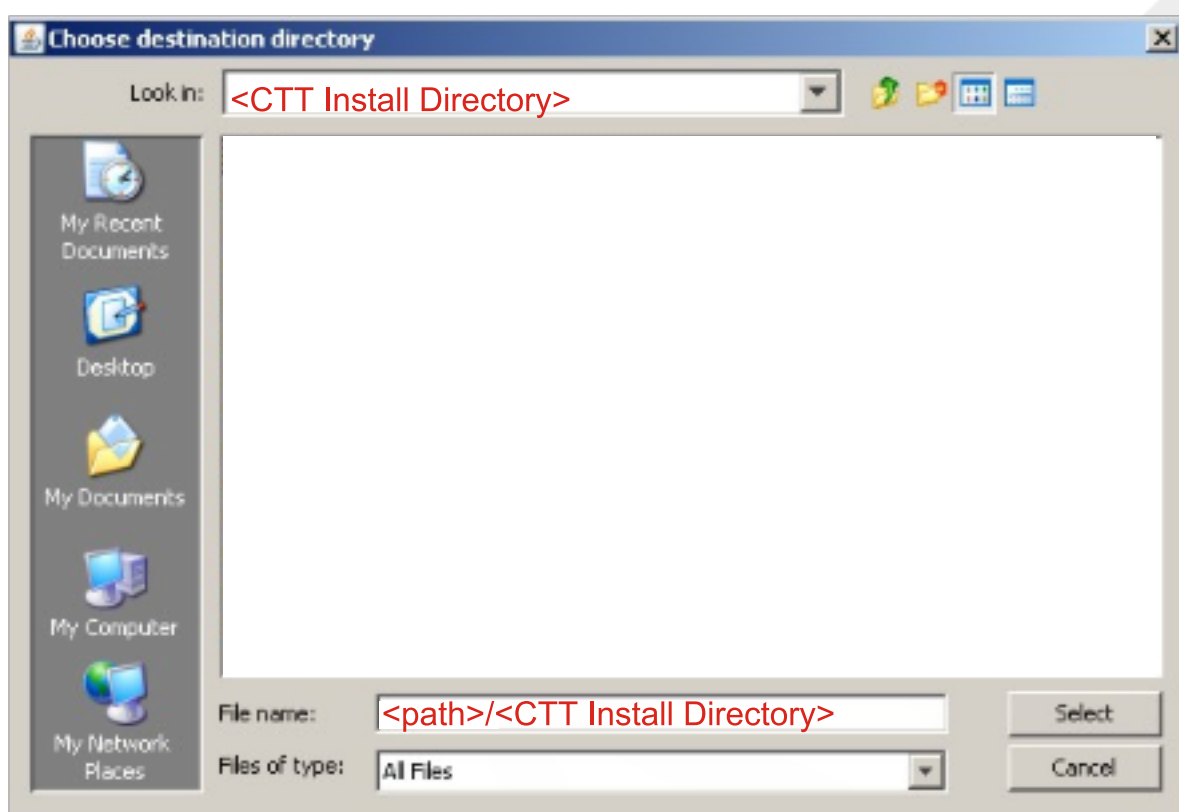 Choose destination directory
Look in:
<CTT Install Directory>
My Recent
Documents
Desktop
My Documents
My Computer
My Network
Places
File name:
<path>/<CTT Install Directory>
Select
Files of type:
All Files
Cancel